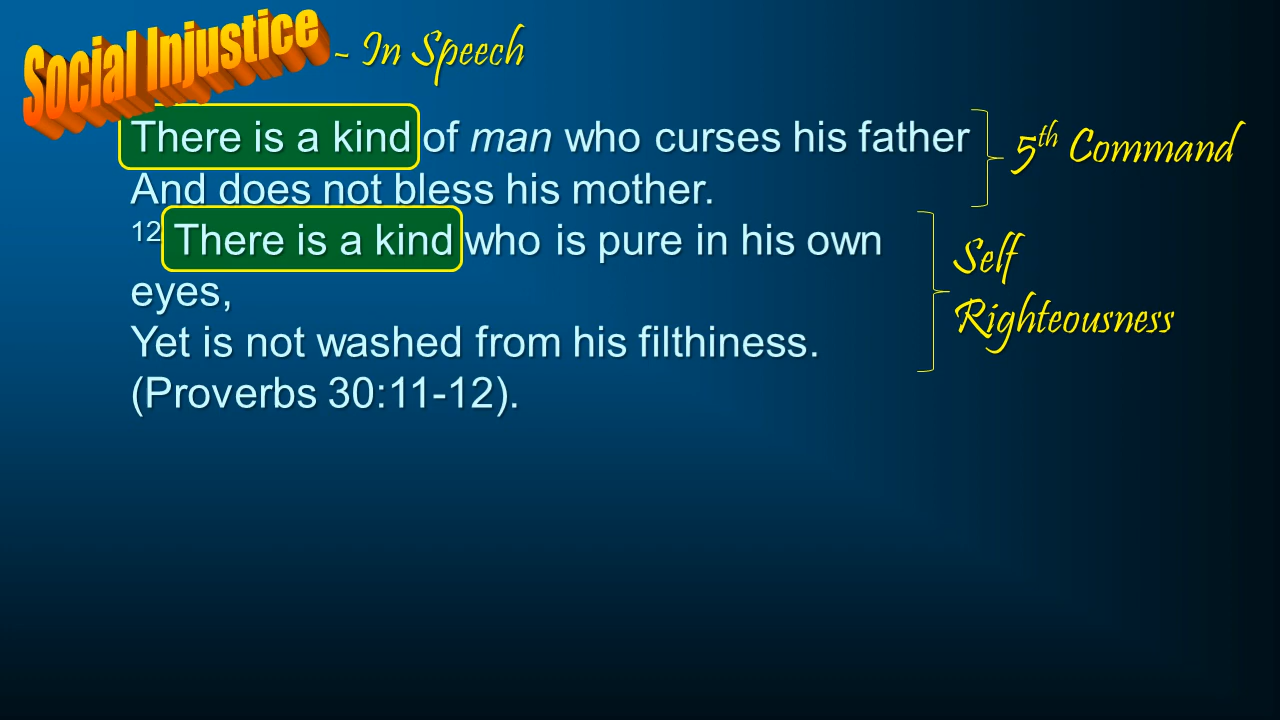 Social Injustice - In Speech
There is a kind of man who curses his father
And does not bless his mother.
12 There is a kind who is pure in his own
eyes,
Yet is not washed from his filthiness.
(Proverbs 30:11-12).
5th Command
Self
Righteousness